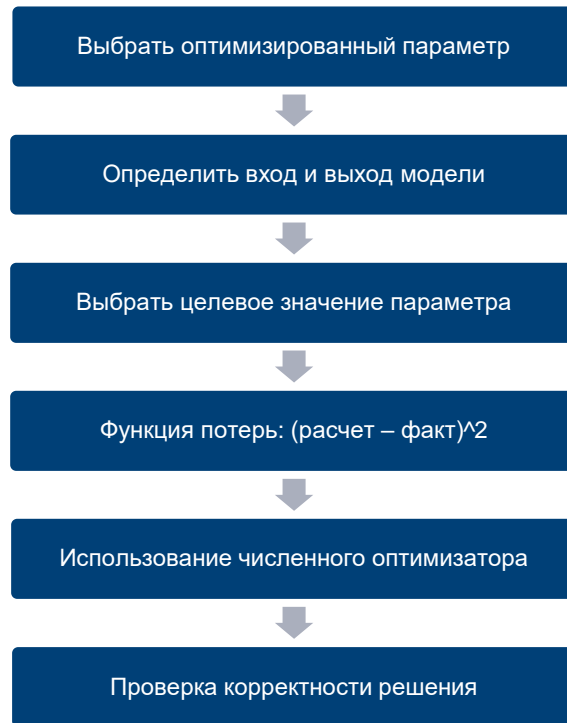 Выбрать оптимизированный параметр
Определить вход и выход модели
Выбрать целевое значение параметра
Функция потерь: (расчет – факт)^2
Использование численного оптимизатора
Проверка корректности решения